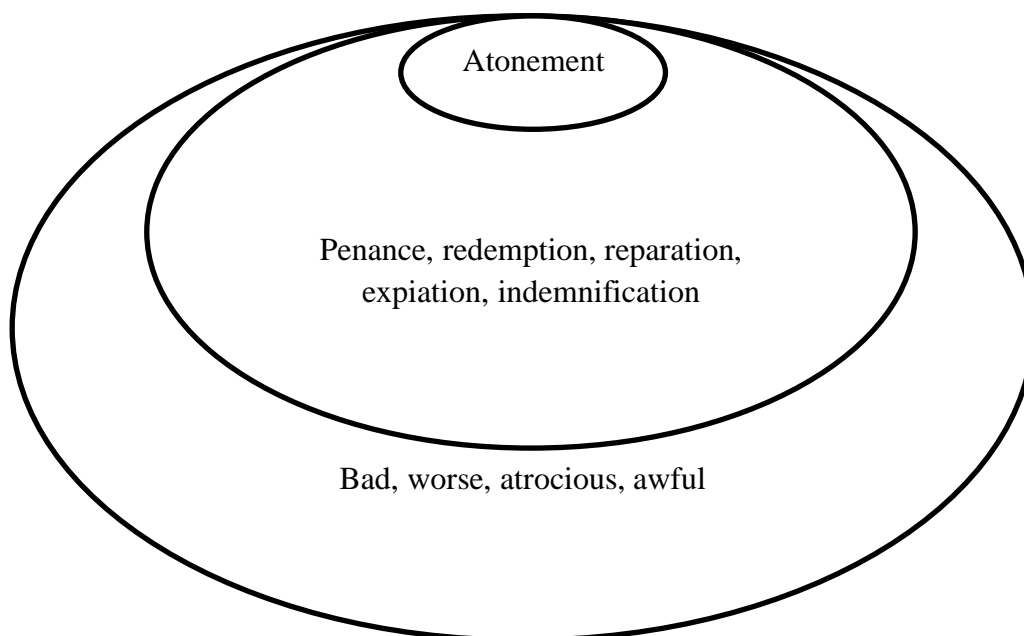 Atonement
Penance, redemption, reparation,
expiation, indemnification
Bad, worse, atrocious, awful